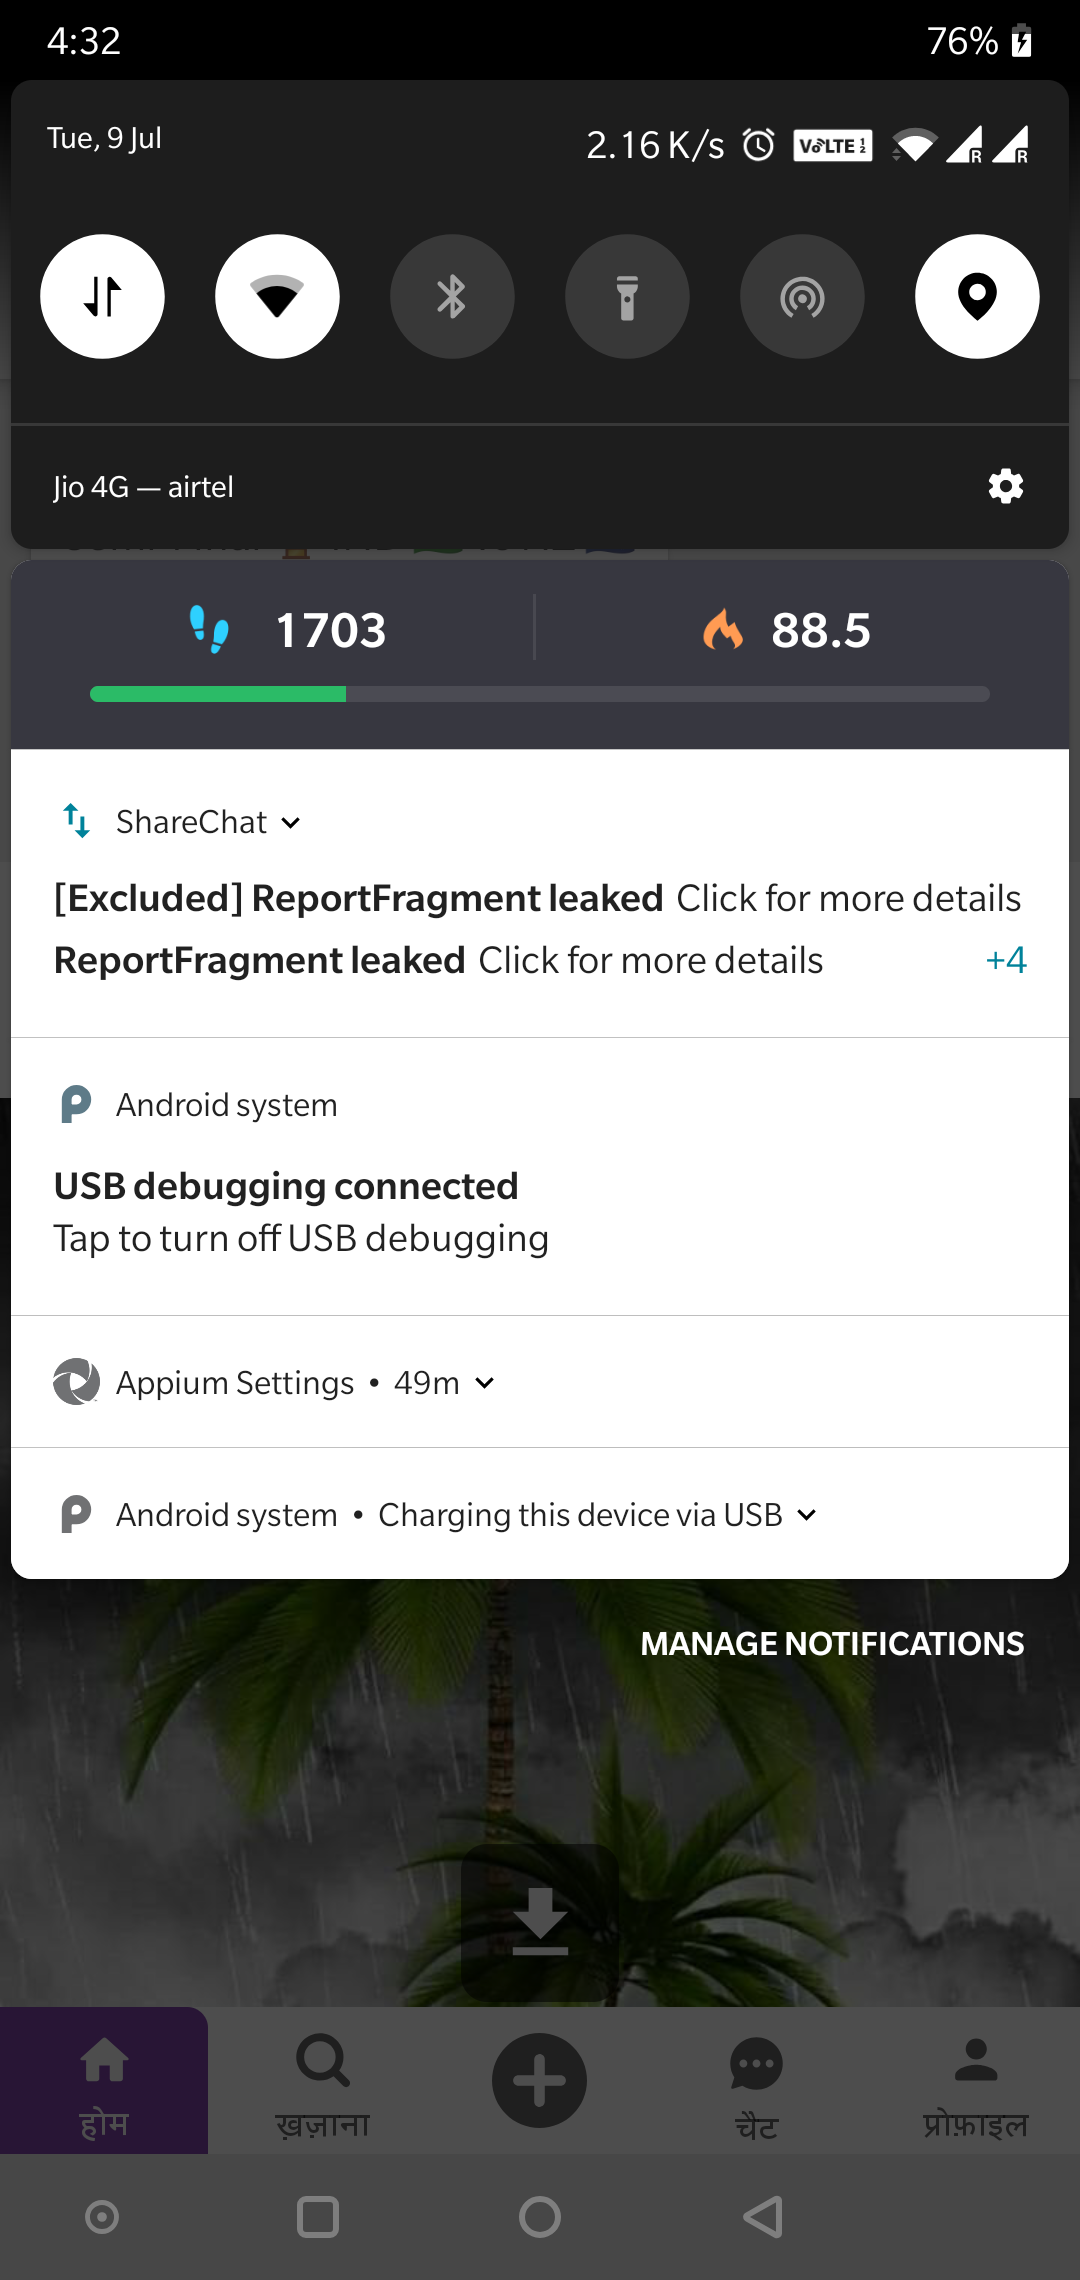 4:32 76%
Tue, 9 Jul 2.16 K/s VoLTE 1 2 R R
Jio 4G — airtel
1703 88.5
ShareChat
[Excluded] ReportFragment leaked Click for more details
ReportFragment leaked Click for more details +4
Android system
USB debugging connected
Tap to turn off USB debugging
Appium Settings • 49m
Android system • Charging this device via USB
MANAGE NOTIFICATIONS
होम ख़ज़ाना चैट प्रोफ़ाइल